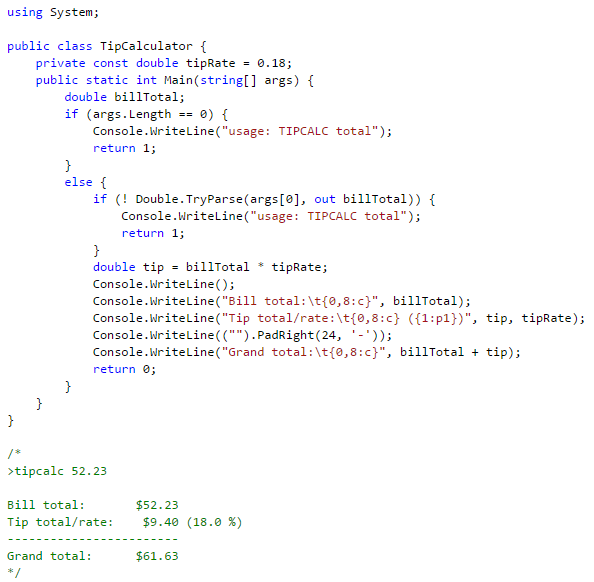 using System;

public class TipCalculator {
    private const double tipRate = 0.18;
    public static int Main(string[] args) {
        double billTotal;
        if (args.Length == 0) {
            Console.WriteLine("usage: TIPCALC total");
            return 1;
        }
        else {
            if (! Double.TryParse(args[0], out billTotal)) {
                Console.WriteLine("usage: TIPCALC total");
                return 1;
            }
            double tip = billTotal * tipRate;
            Console.WriteLine();
            Console.WriteLine("Bill total:\t{0,8:c}", billTotal);
            Console.WriteLine("Tip total/rate:\t{0,8:c} ({1:p1})", tip, tipRate);
            Console.WriteLine(("").PadRight(24, '-'));
            Console.WriteLine("Grand total:\t{0,8:c}", billTotal + tip);
            return 0;
        }
    }
}

/*
>tipcalc 52.23

Bill total:       $52.23
Tip total/rate:    $9.40 (18.0 %)
------------------------
Grand total:      $61.63
*/